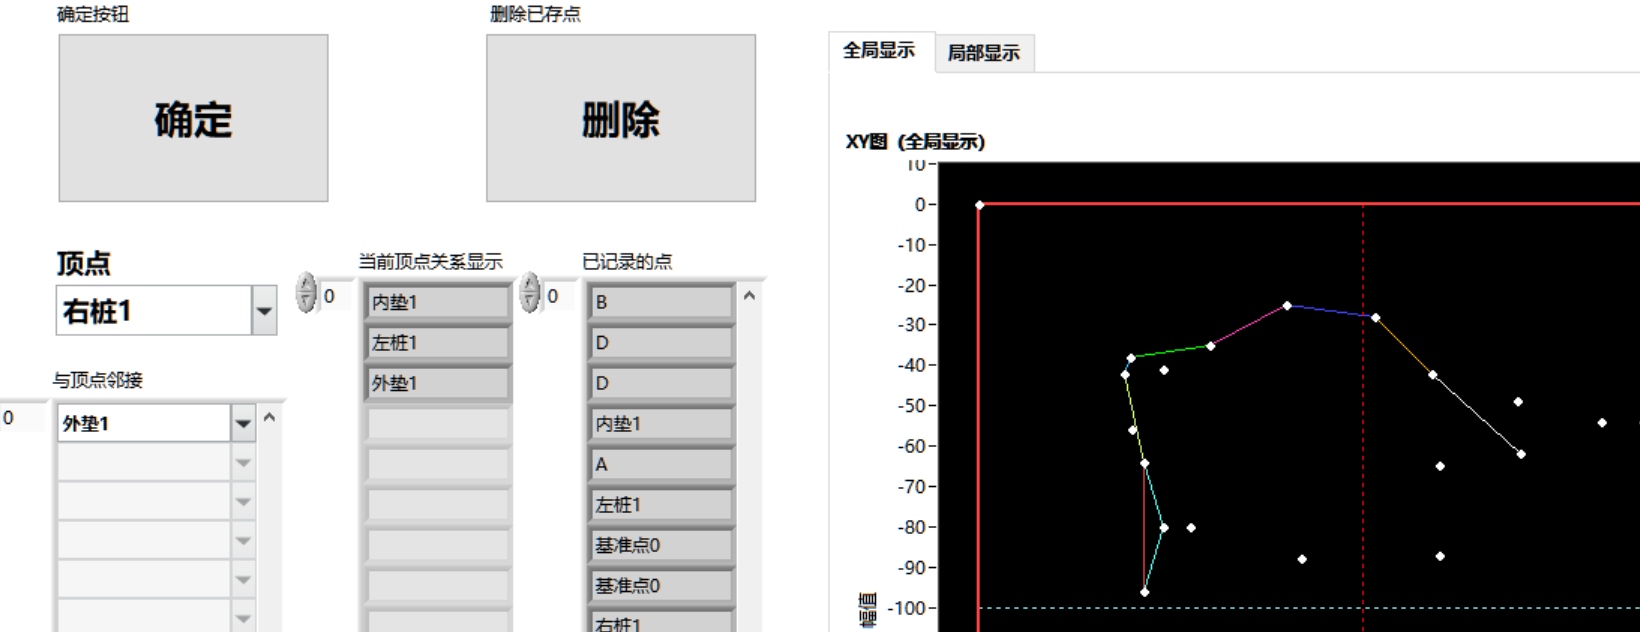 确定按钮
删除已存点
确定
删除
全局显示
局部显示
XY图 (全局显示)
顶点
右桩1
当前顶点关系显示
已记录的点
0
0
内垫1
左桩1
外垫1
B
D
D
内垫1
A
左桩1
基准点0
基准点0
右桩1
与顶点邻接
0
外垫1
10
0
-10
-20
-30
-40
-50
-60
-70
-80
-90
-100
幅值